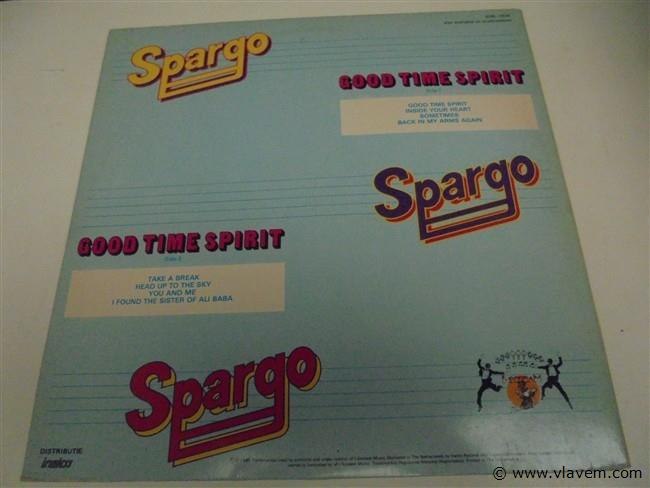 Spargo
GOOD TIME SPIRIT
GOOD TIME SPIRIT
INSIDE YOUR HEART
SOMETIMES
BACK IN MY ARMS AGAIN
Spargo
GOOD TIME SPIRIT
Side 2
TAKE A BREAK
HEAD UP TO THE SKY
YOU AND ME
I FOUND THE SISTER OF ALI BABA
Spargo
DISTRIBUTIE
inelco
© www.vlavem.com